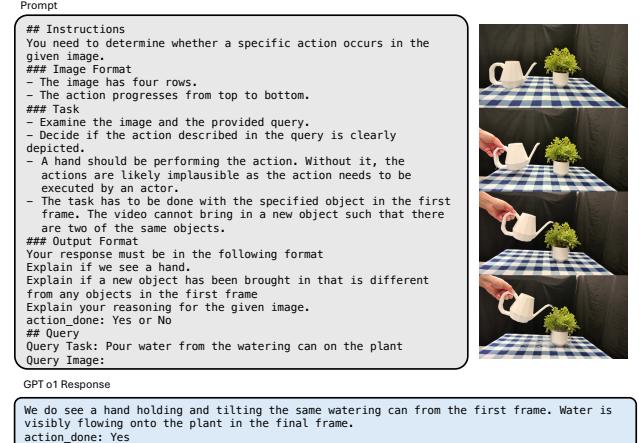 Prompt
## Instructions
You need to determine whether a specific action occurs in the
given image.
### Image Format
– The image has four rows.
– The action progresses from top to bottom.
### Task
– Examine the image and the provided query.
– Decide if the action described in the query is clearly
depicted.
– A hand should be performing the action. Without it, the
actions are likely implausible as the action needs to be
executed by an actor.
– The task has to be done with the specified object in the first
frame. The video cannot bring in a new object such that there
are two of the same objects.
### Output Format
Your response must be in the following format
Explain if we see a hand.
Explain if a new object has been brought in that is different
from any objects in the first frame
Explain your reasoning for the given image.
action_done: Yes or No
## Query
Query Task: Pour water from the watering can on the plant
Query Image:
GPT o1 Response
We do see a hand holding and tilting the same watering can from the first frame. Water is
visibly flowing onto the plant in the final frame.
action_done: Yes